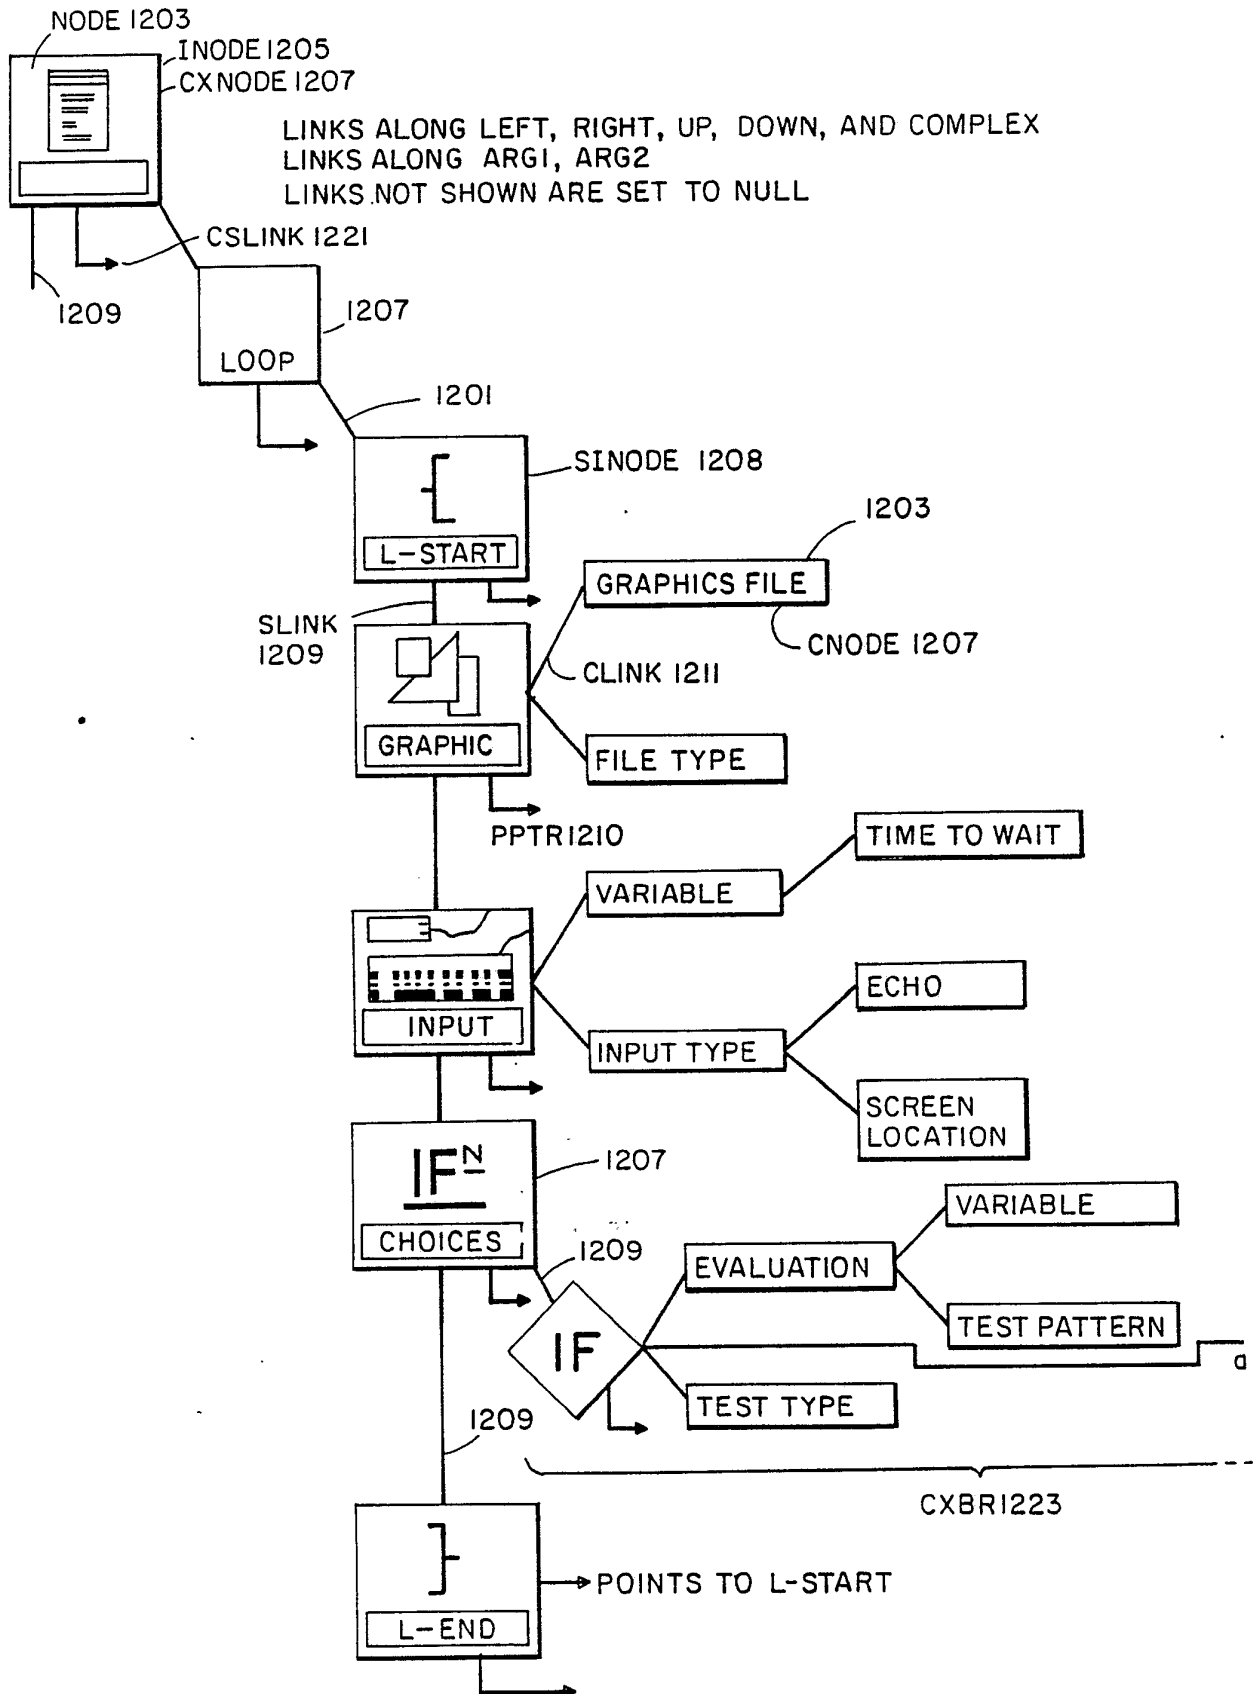 NODE 1203
INODE 1205
CXNODE 1207
LINKS ALONG LEFT, RIGHT, UP, DOWN, AND COMPLEX
LINKS ALONG ARG1, ARG2
LINKS NOT SHOWN ARE SET TO NULL
CSLINK 1221
1209
1207
LOOP
1201
SINODE 1208
L-START
1203
GRAPHICS FILE
SLINK
1209
CNODE 1207
CLINK 1211
GRAPHIC
FILE TYPE
PPTR 1210
TIME TO WAIT
VARIABLE
ECHO
INPUT
INPUT TYPE
SCREEN
LOCATION
IF N
1207
VARIABLE
CHOICES
1209
EVALUATION
TEST PATTERN
IF
a
TEST TYPE
1209
CXBR 1223
POINTS TO L-START
L-END